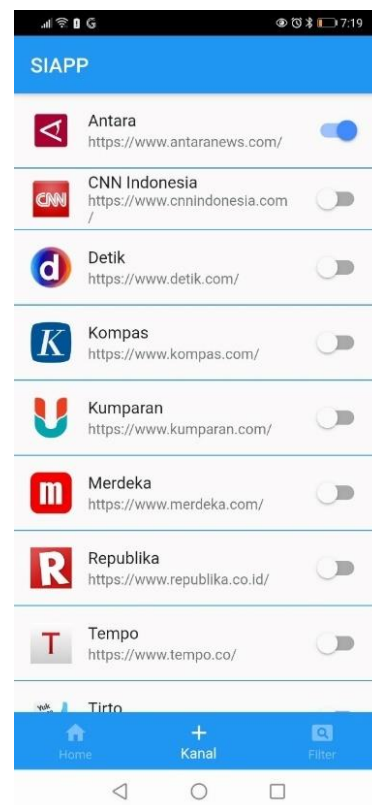 G
7:19
SIAPP
Antara
https://www.antaranews.com/
CNN
CNN Indonesia
https://www.cnnindonesia.com
/
d
Detik
https://www.detik.com/
K
Kompas
https://www.kompas.com/
Kumparan
https://www.kumparan.com/
m
Merdeka
https://www.merdeka.com/
R
Republika
https://www.republika.co.id/
T
Tempo
https://www.tempo.co/
Yuk
Tirto
Home
Kanal
Filter